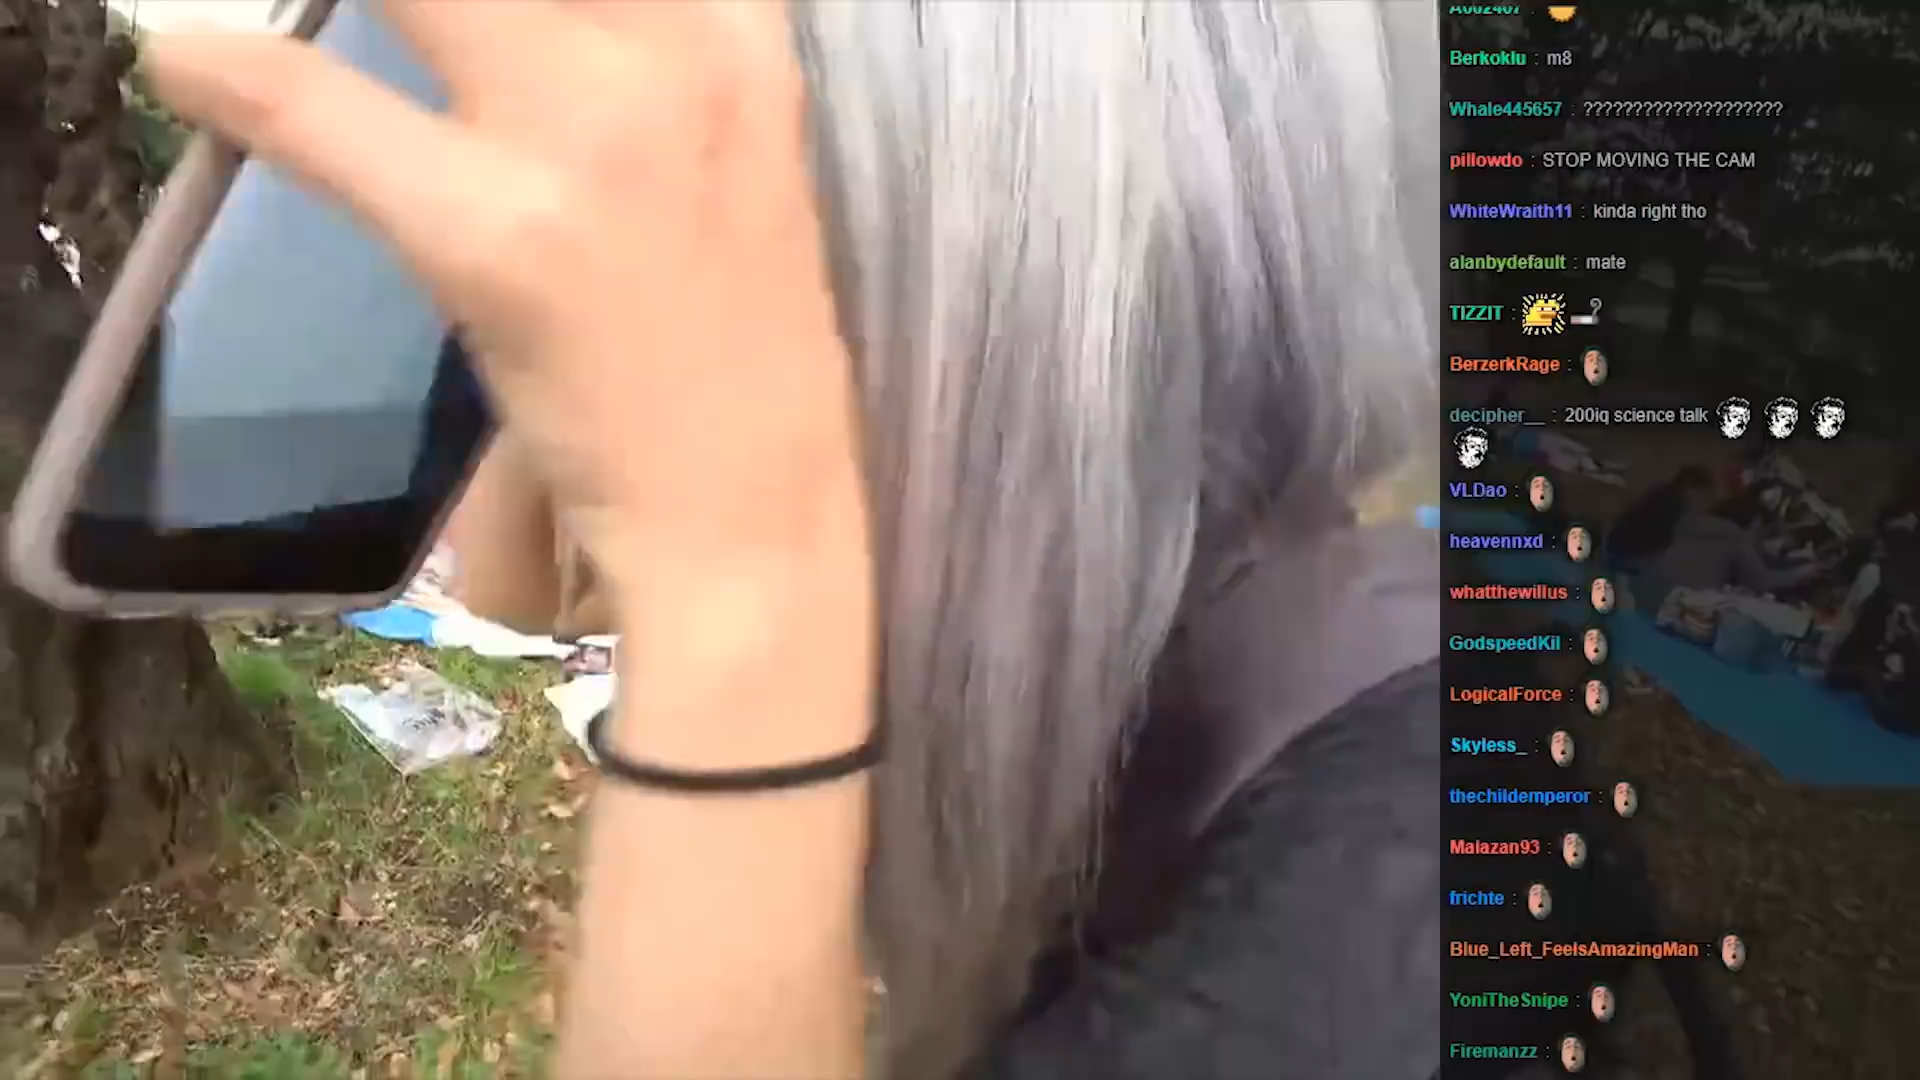 A002407 :
Berkoklu : m8
Whale445657 : ????????????????????
pillowdo : STOP MOVING THE CAM
WhiteWraith11 : kinda right tho
alanbydefault : mate
TIZZIT :
BerzerkRage :
decipher__ : 200iq science talk
VLDao :
heavennxd :
whatthewillus :
GodspeedKil :
LogicalForce :
Skyless_ :
thechildemperor :
Malazan93 :
frichte :
Blue_Left_FeelsAmazingMan :
YoniTheSnipe :
Firemanzz :